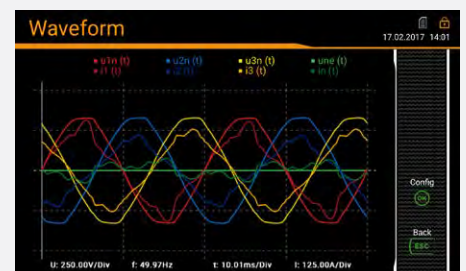 Waveform
17.02.2017 14:01
u1n (t) u2n (t) u3n (t) une (t)
i1 (t) i2 (t) i3 (t) in (t)
Config
OK
Back
ESC
U: 250.00V/Div f: 49.97Hz t: 10.01ms/Div I: 125.00A/Div